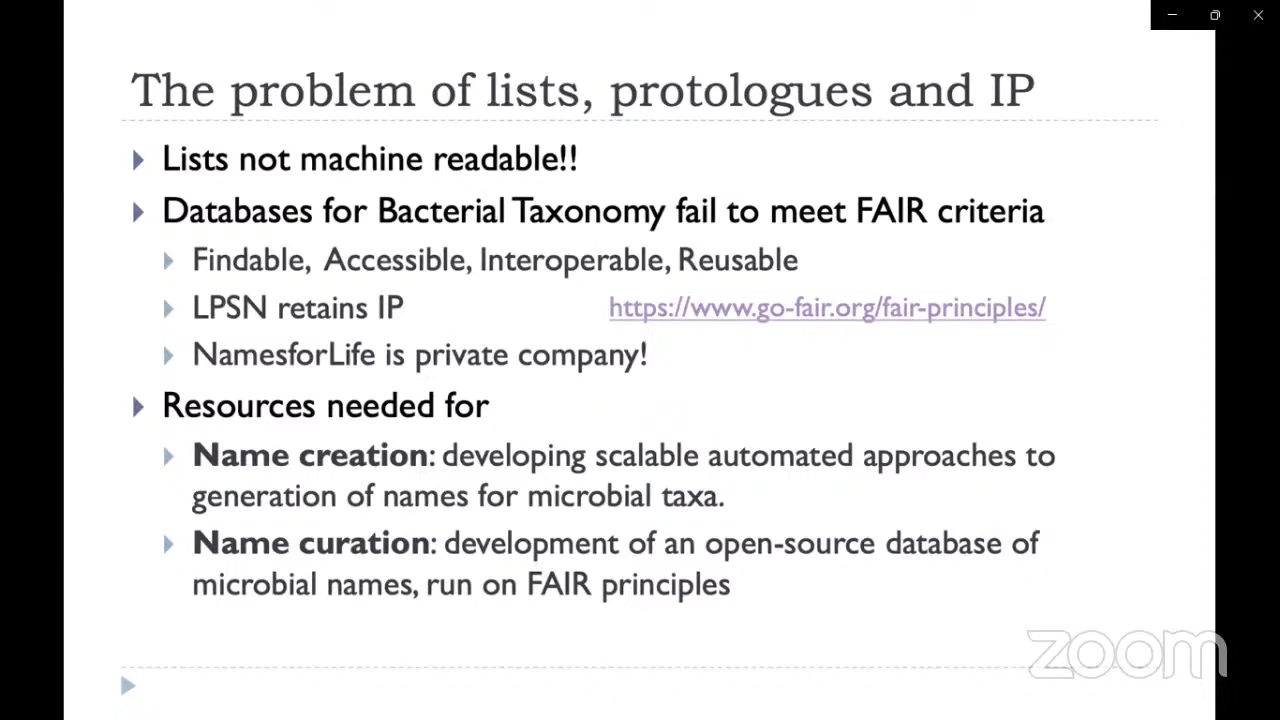 The problem of lists, protologues and IP
Lists not machine readable!!
Databases for Bacterial Taxonomy fail to meet FAIR criteria
Findable, Accessible, Interoperable, Reusable
LPSN retains IP
https://www.go-fair.org/fair-principles/
NamesforLife is private company!
Resources needed for
Name creation: developing scalable automated approaches to
generation of names for microbial taxa.
Name curation: development of an open-source database of
microbial names, run on FAIR principles
zoom